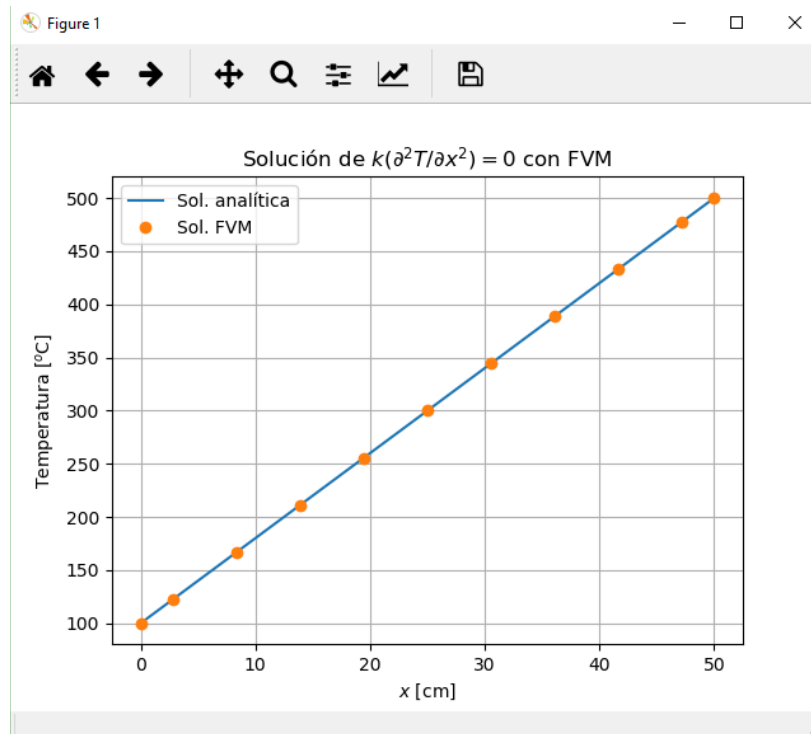 Figure 1
Solución de k(∂²T/∂x²) = 0 con FVM
Sol. analítica
Sol. FVM
500
450
400
350
300
250
200
150
100
Temperatura [ºC]
0 10 20 30 40 50
x [cm]